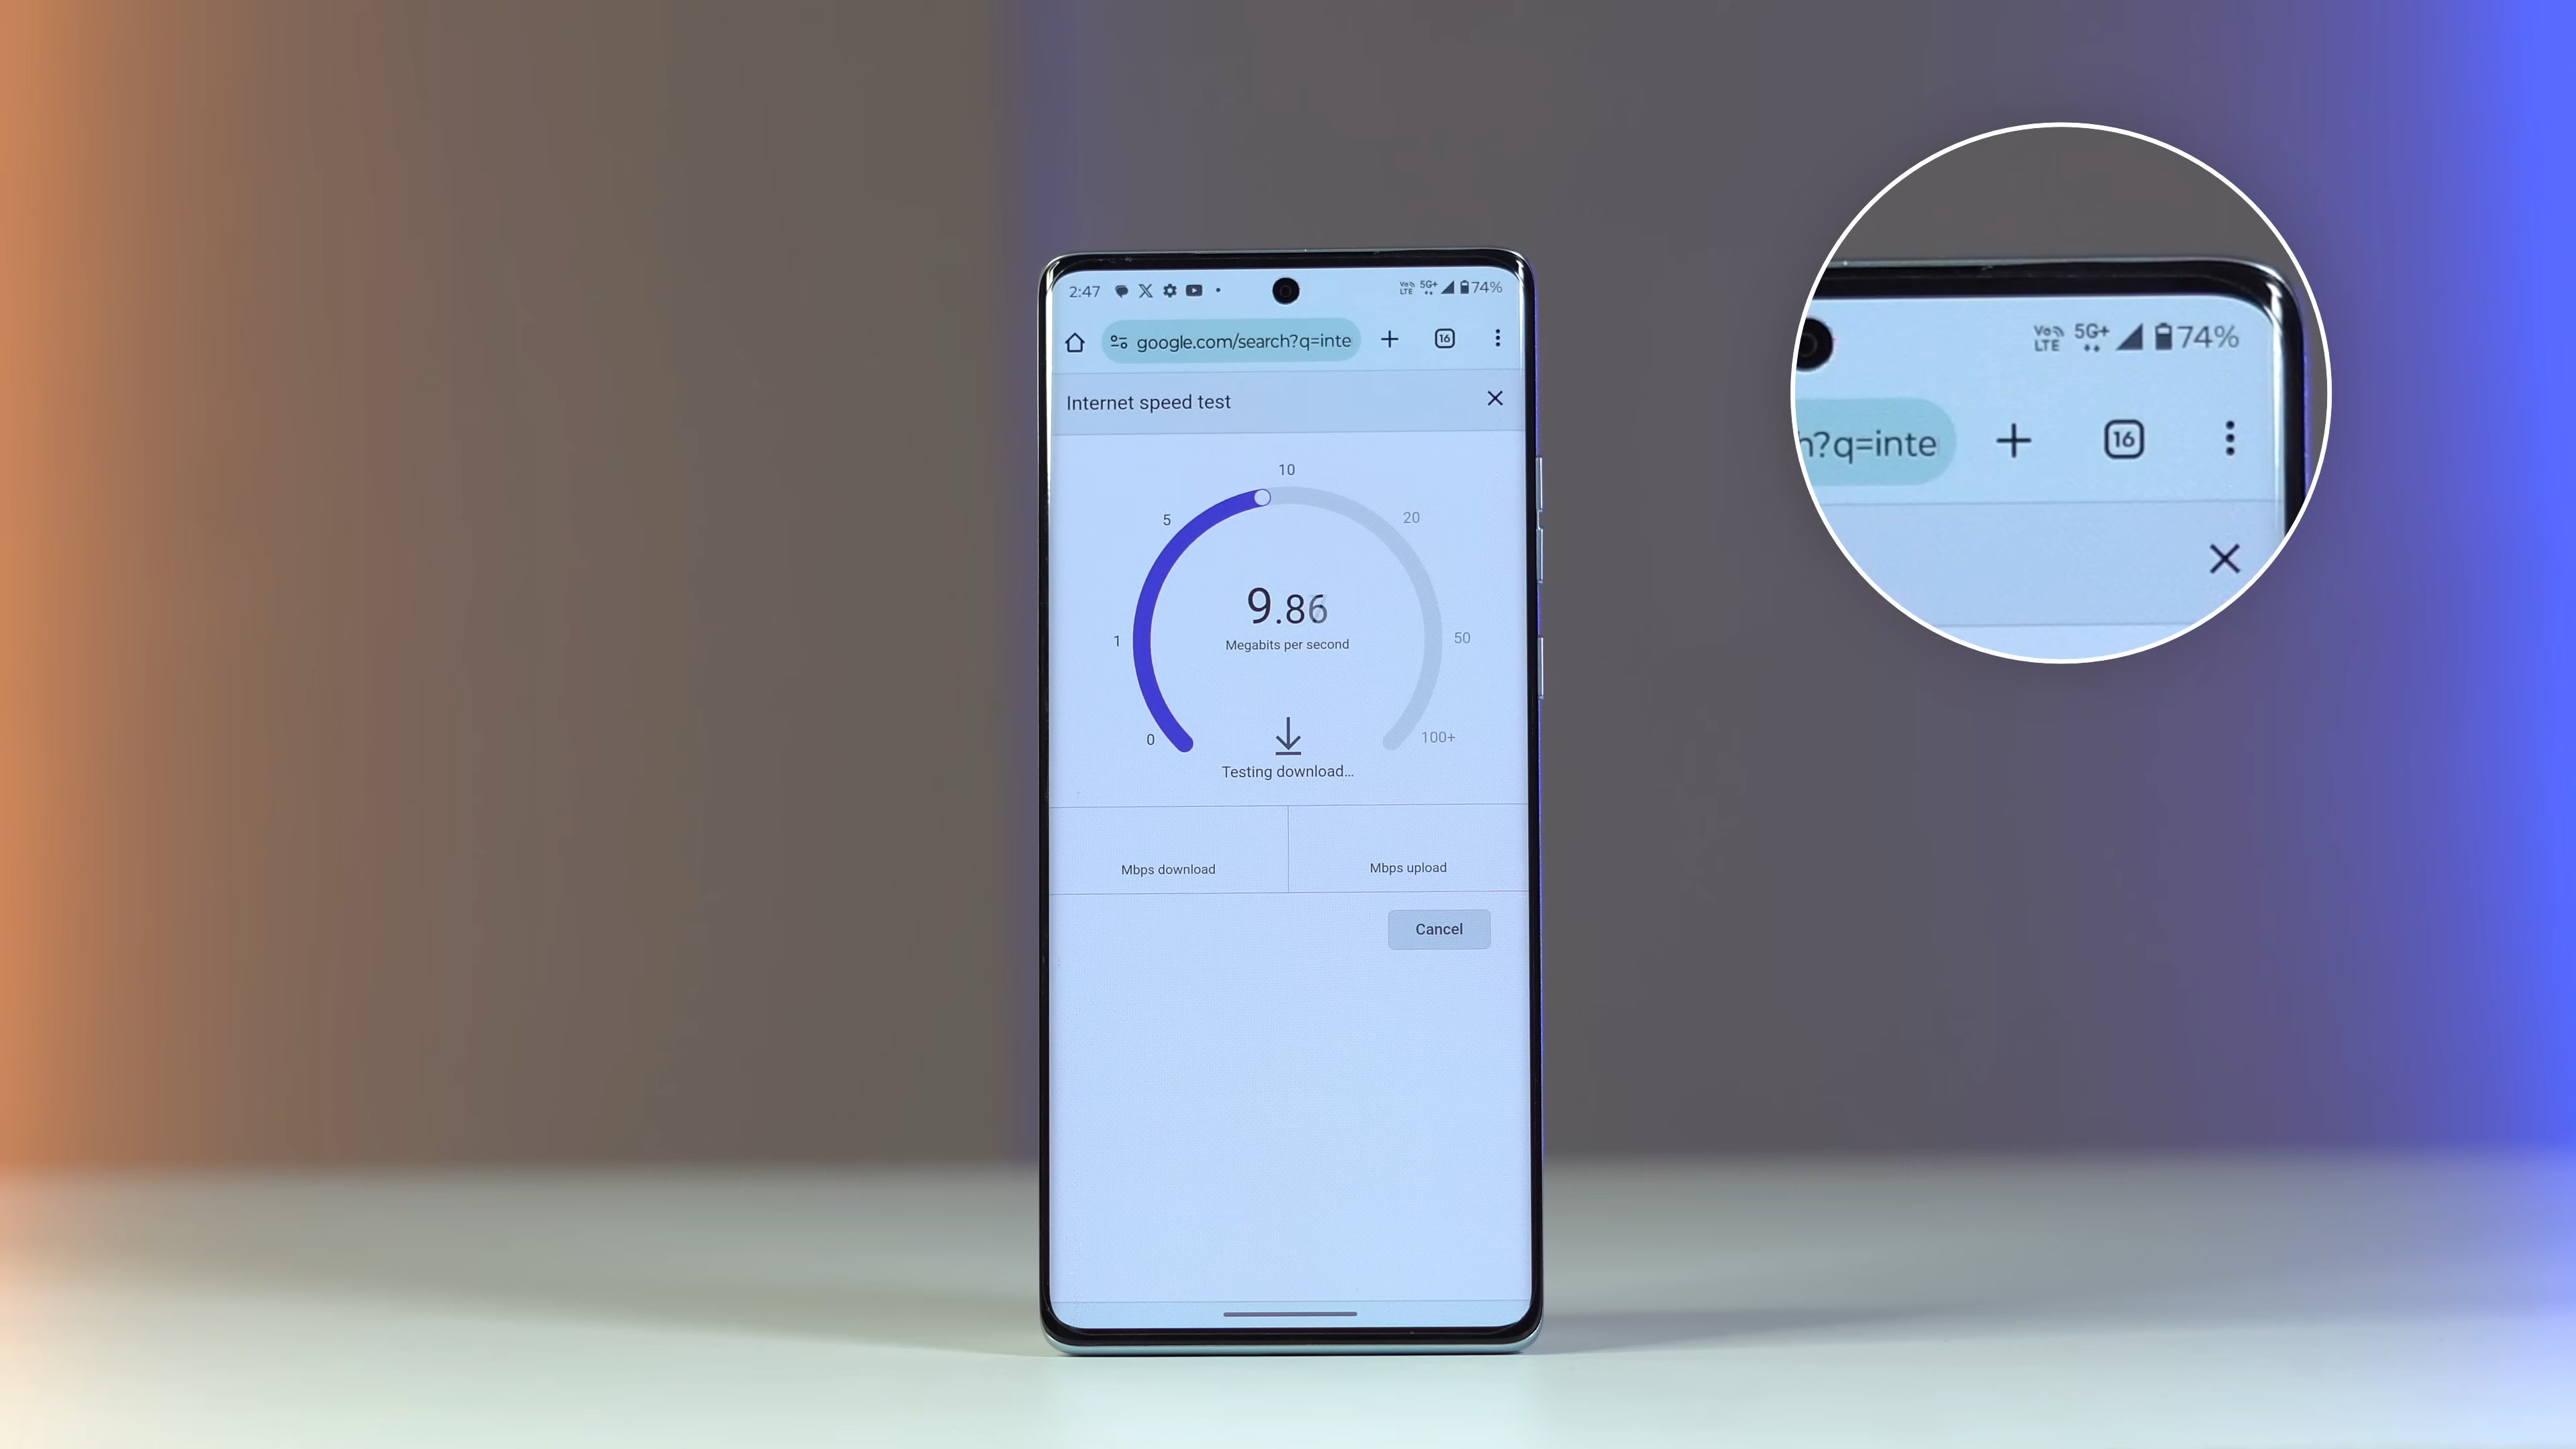 2:47 5G+ 74%
VoLTE
google.com/search?q=inte 16
Internet speed test
10
5 20
9.86
Megabits per second
1 50
0 100+
Testing download...
Mbps download Mbps upload
Cancel
VoLTE 5G+ 74%
h?q=inte 16